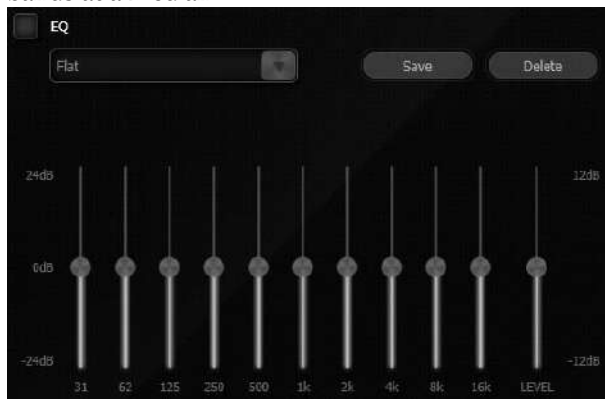 EQ
Flat Save Delete
24dB 12dB
0dB
-24dB -12dB
31 62 125 250 500 1k 2k 4k 8k 16k LEVEL